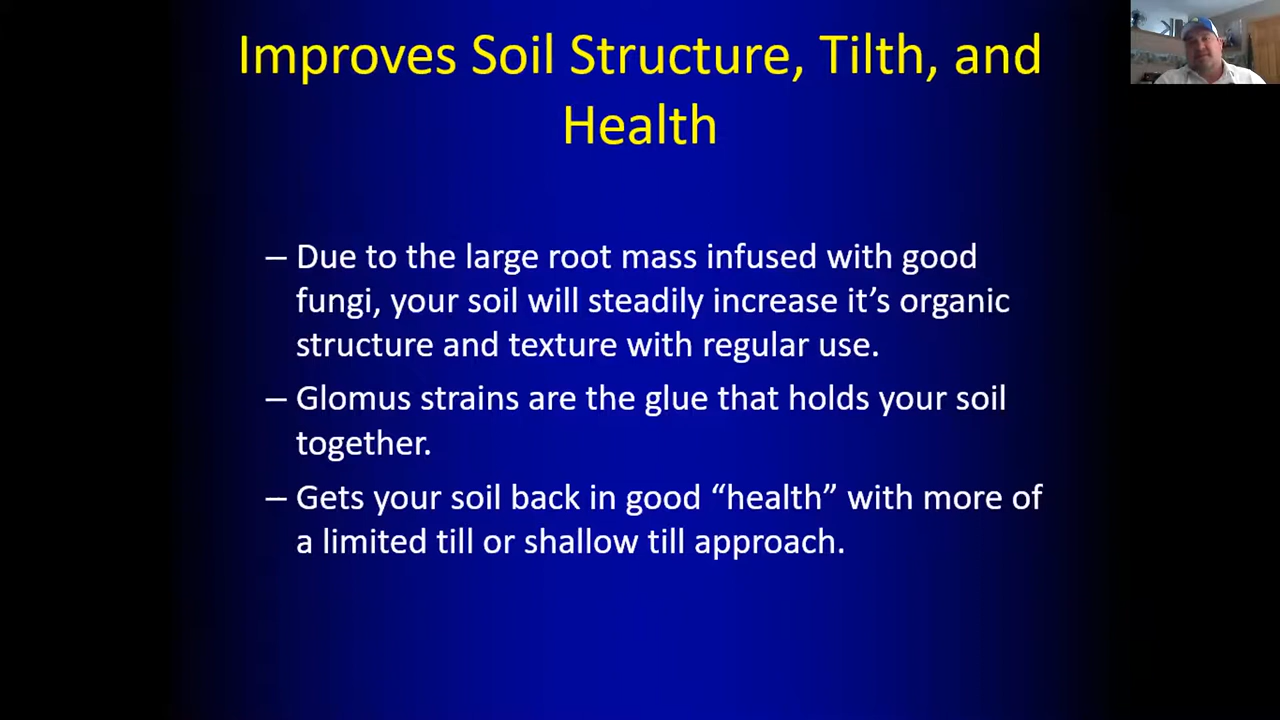 Improves Soil Structure, Tilth, and
Health
– Due to the large root mass infused with good
fungi, your soil will steadily increase it’s organic
structure and texture with regular use.
– Glomus strains are the glue that holds your soil
together.
– Gets your soil back in good “health” with more of
a limited till or shallow till approach.